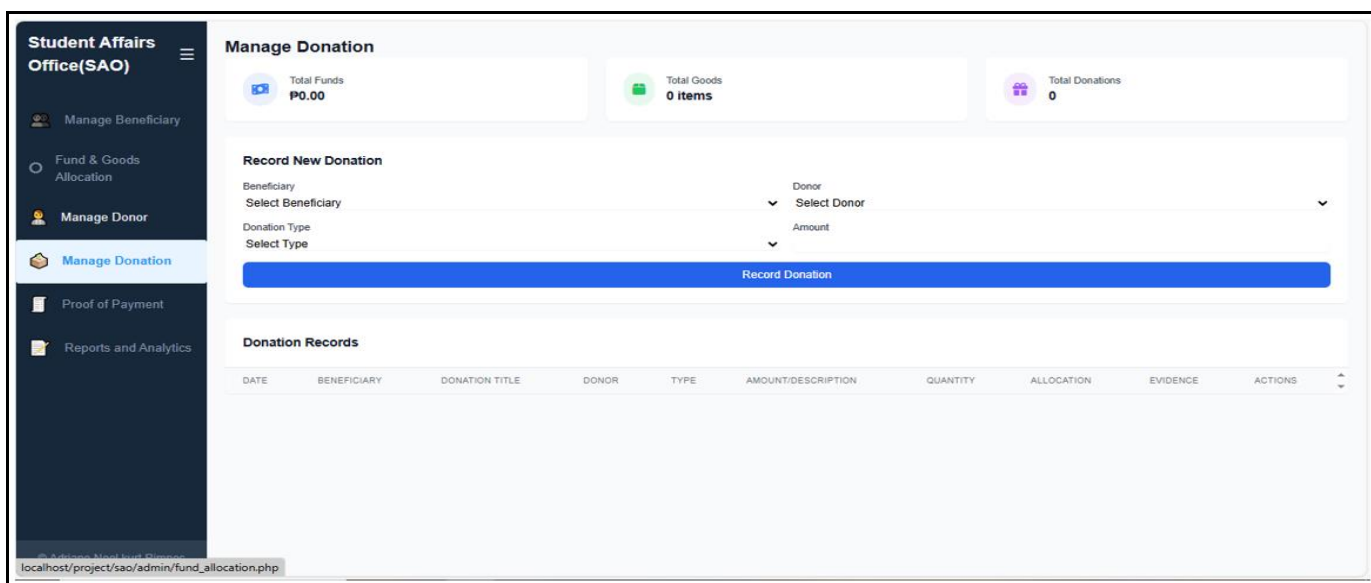 Student Affairs
Office(SAO)
Manage Beneficiary
Fund & Goods
Allocation
Manage Donor
Manage Donation
Proof of Payment
Reports and Analytics
localhost/project/sao/admin/fund_allocation.php
Manage Donation
Total Funds
₱0.00
Total Goods
0 items
Total Donations
0
Record New Donation
Beneficiary
Select Beneficiary
Donor
Select Donor
Donation Type
Select Type
Amount
Record Donation
Donation Records
DATE BENEFICIARY DONATION TITLE DONOR TYPE AMOUNT/DESCRIPTION QUANTITY ALLOCATION EVIDENCE ACTIONS